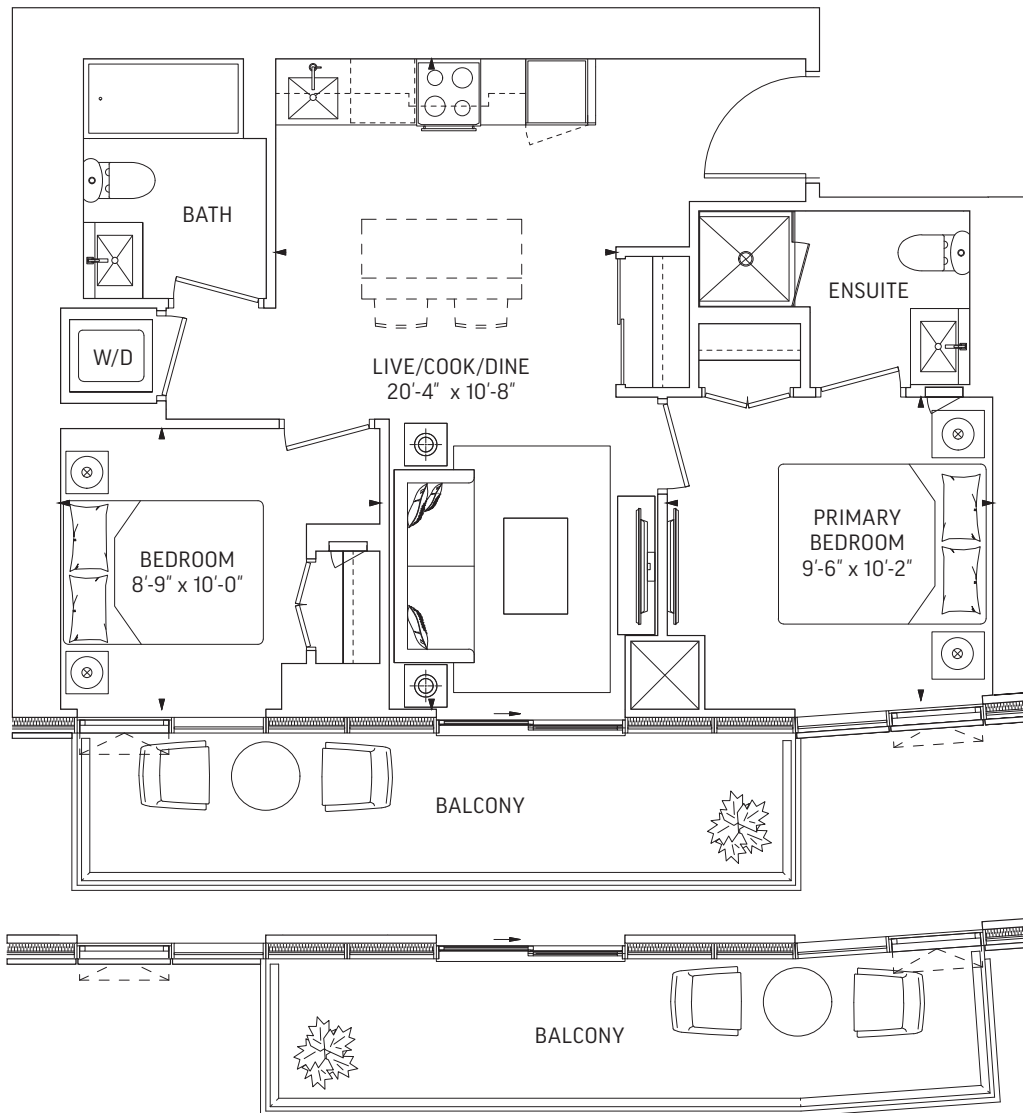 BATH
ENSUITE
W/D
LIVE/COOK/DINE
20'-4" x 10'-8"
BEDROOM
8'-9" x 10'-0"
PRIMARY
BEDROOM
9'-6" x 10'-2"
BALCONY
BALCONY